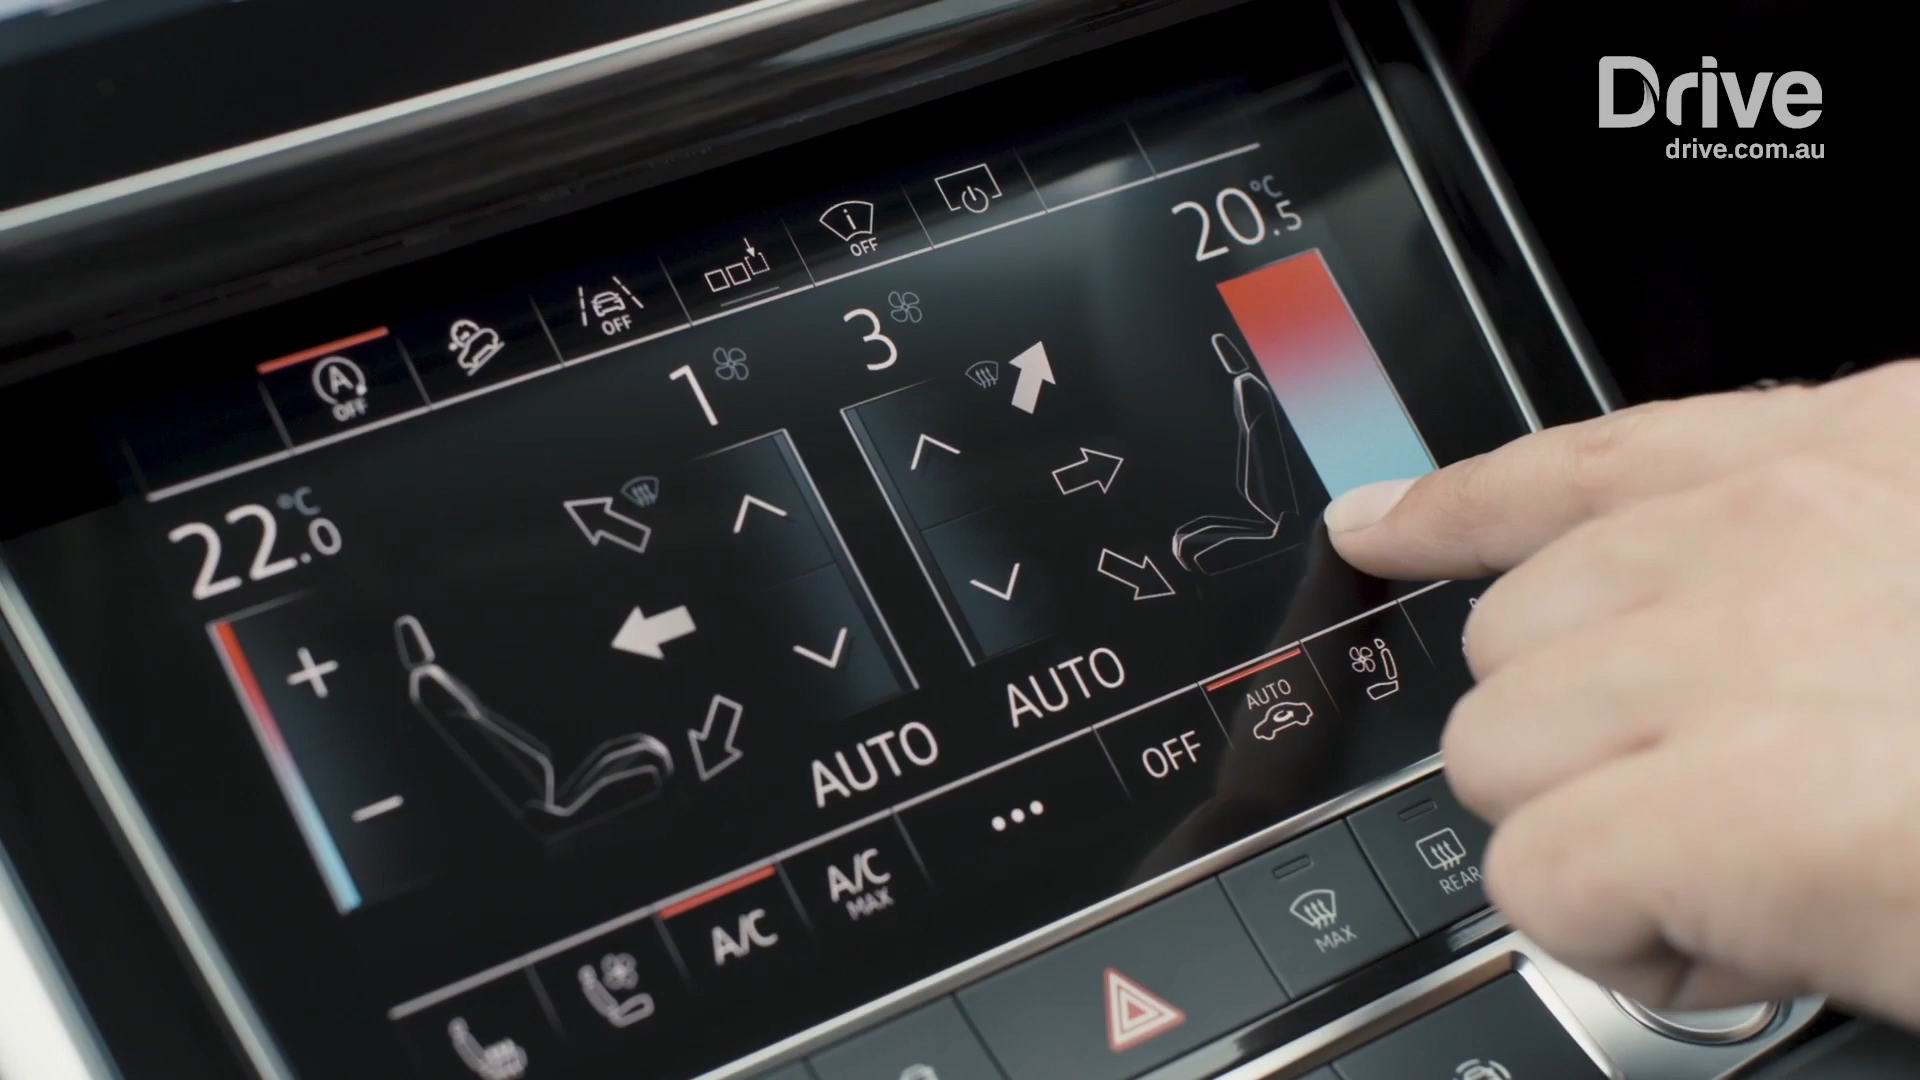 Drive
drive.com.au
20.5 °C
OFF
3
OFF
1
A
OFF
22.0 °C
AUTO
AUTO
AUTO
OFF
A/C
MAX
A/C
REAR
MAX